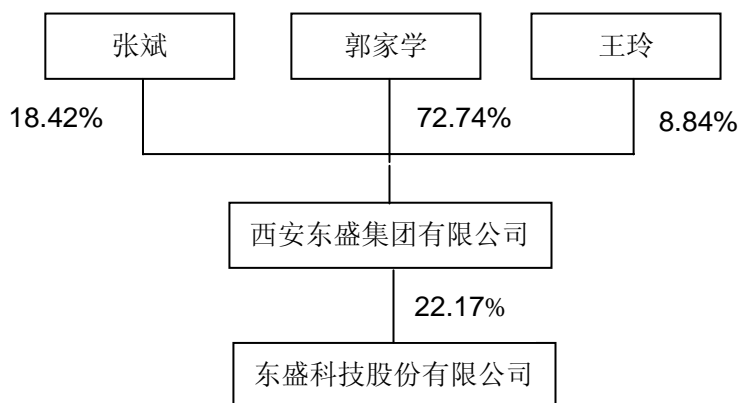 张斌
郭家学
王玲
18.42%
72.74%
8.84%
西安东盛集团有限公司
22.17%
东盛科技股份有限公司